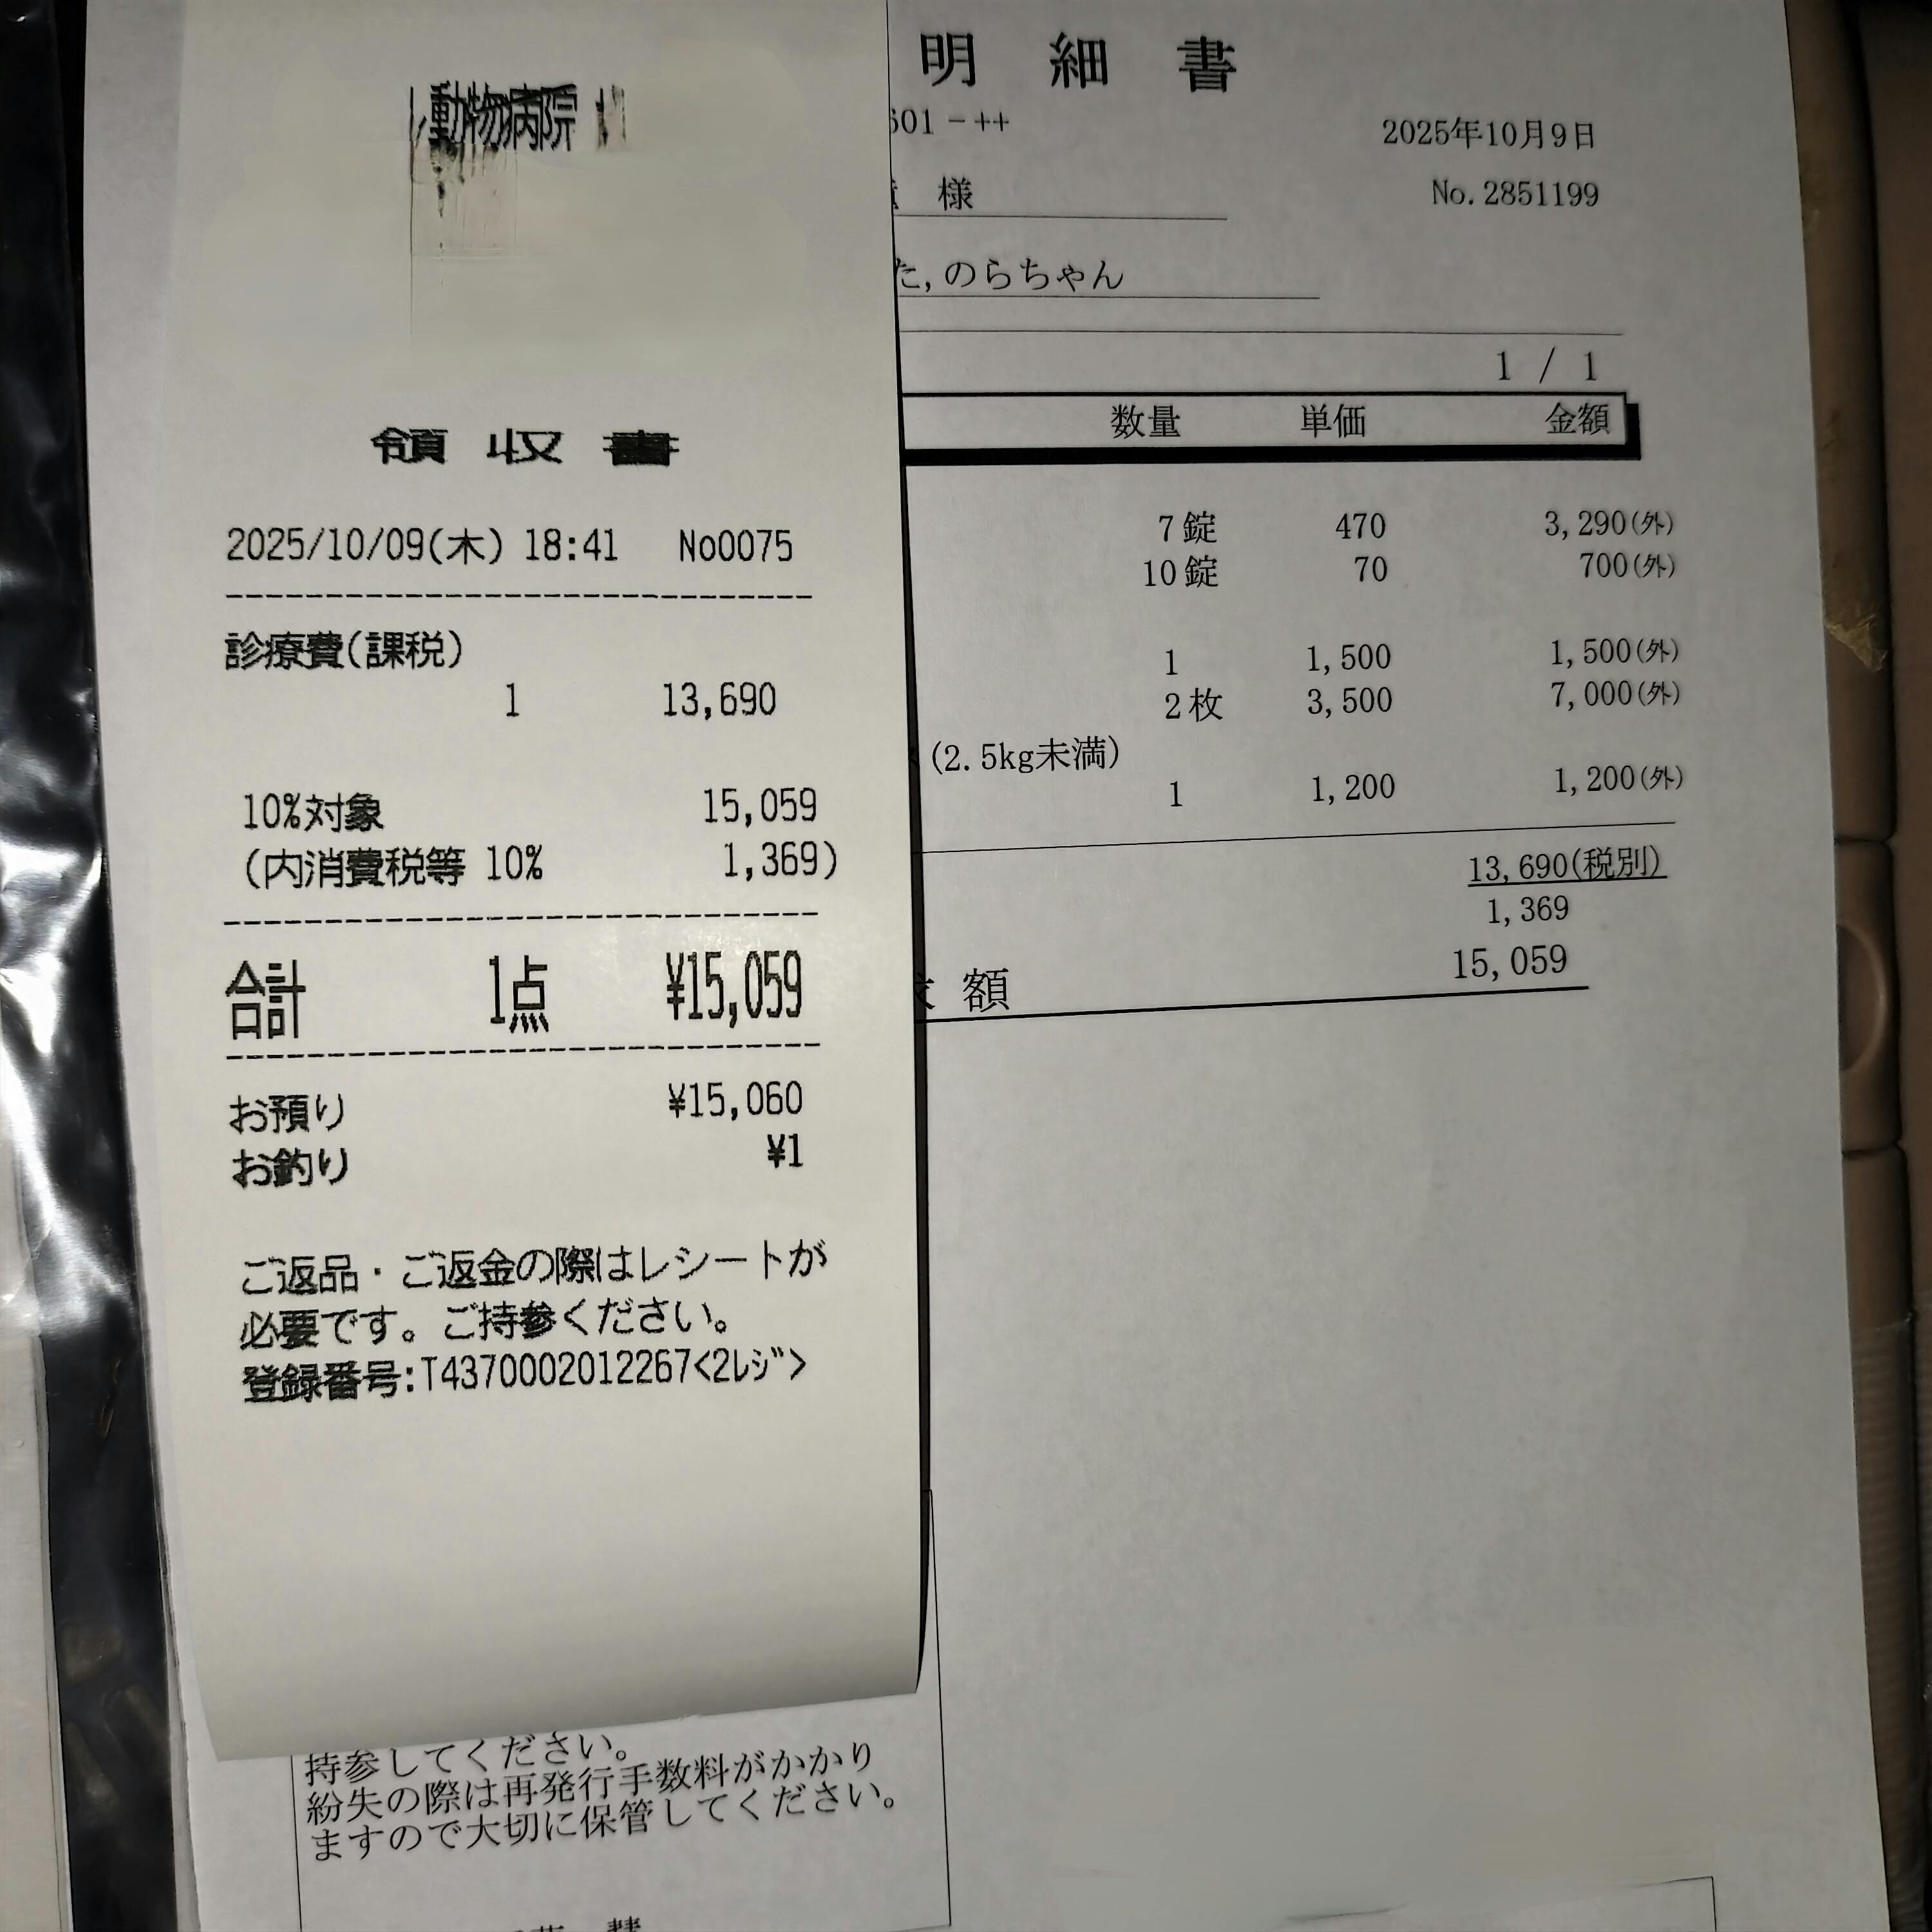 動物病院
領収書
2025/10/09(木) 18:41 No0075
診療費(課税)
1 13,690
10%対象 15,059
(内消費税等 10% 1,369)
合計 1点 ¥15,059
お預り ¥15,060
お釣り ¥1
ご返品・ご返金の際はレシートが
必要です。ご持参ください。
登録番号:T4370002012267<2レジ>
明細書
601-++
2025年10月9日
様
No.2851199
た,のらちゃん
1 / 1
数量 単価 金額
7錠 470 3,290(外)
10錠 70 700(外)
1 1,500 1,500(外)
2枚 3,500 7,000(外)
(2.5kg未満)
1 1,200 1,200(外)
13,690(税別)
1,369
額 15,059
持参してください。
紛失の際は再発行手数料がかかり
ますので大切に保管してください。